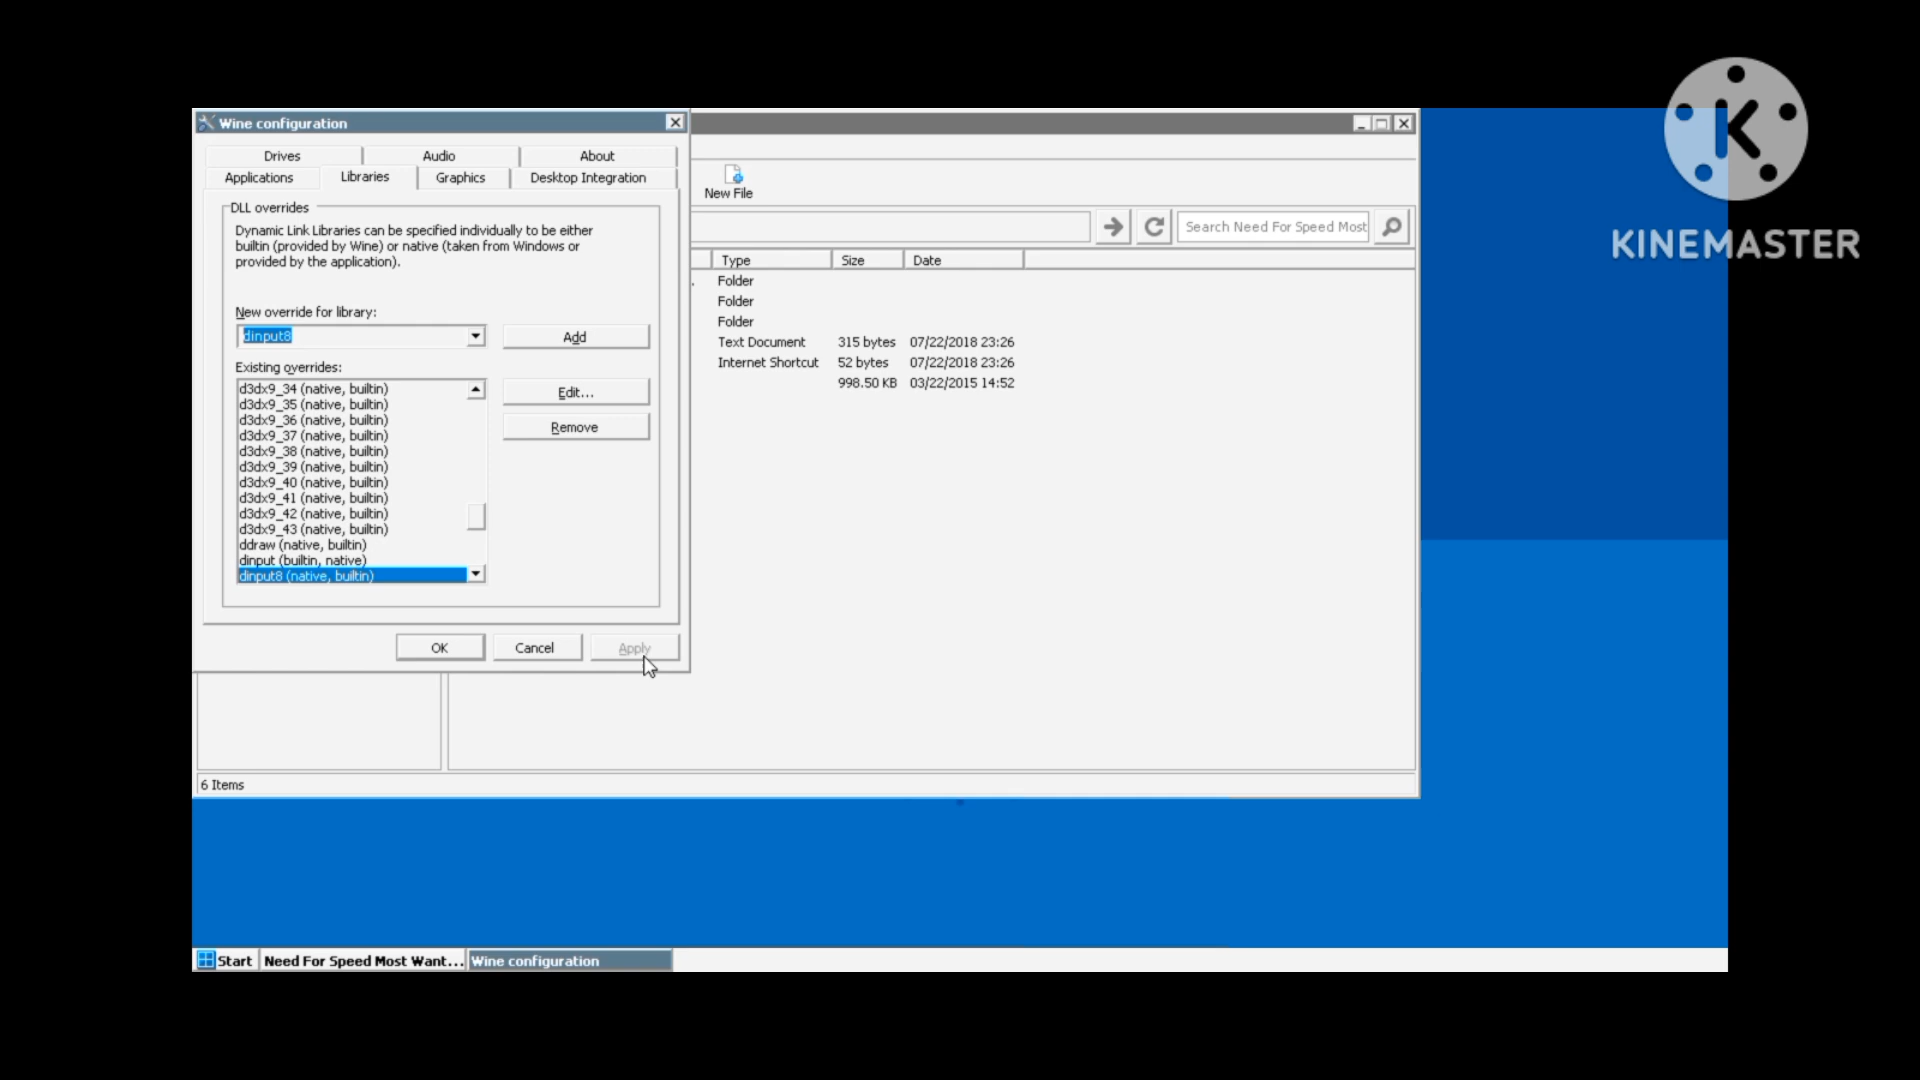 KINEMASTER
Wine configuration
Drives Audio About
Applications Libraries Graphics Desktop Integration
DLL overrides
Dynamic Link Libraries can be specified individually to be either
builtin (provided by Wine) or native (taken from Windows or
provided by the application).
New override for library:
dinput8
Add
Existing overrides:
d3dx9_34 (native, builtin)
d3dx9_35 (native, builtin)
d3dx9_36 (native, builtin)
d3dx9_37 (native, builtin)
d3dx9_38 (native, builtin)
d3dx9_39 (native, builtin)
d3dx9_40 (native, builtin)
d3dx9_41 (native, builtin)
d3dx9_42 (native, builtin)
d3dx9_43 (native, builtin)
ddraw (native, builtin)
dinput (builtin, native)
dinput8 (native, builtin)
Edit...
Remove
OK Cancel Apply
New File
Search Need For Speed Most
Type Size Date
Folder
Folder
Folder
Text Document 315 bytes 07/22/2018 23:26
Internet Shortcut 52 bytes 07/22/2018 23:26
998.50 KB 03/22/2015 14:52
6 Items
Start Need For Speed Most Want... Wine configuration